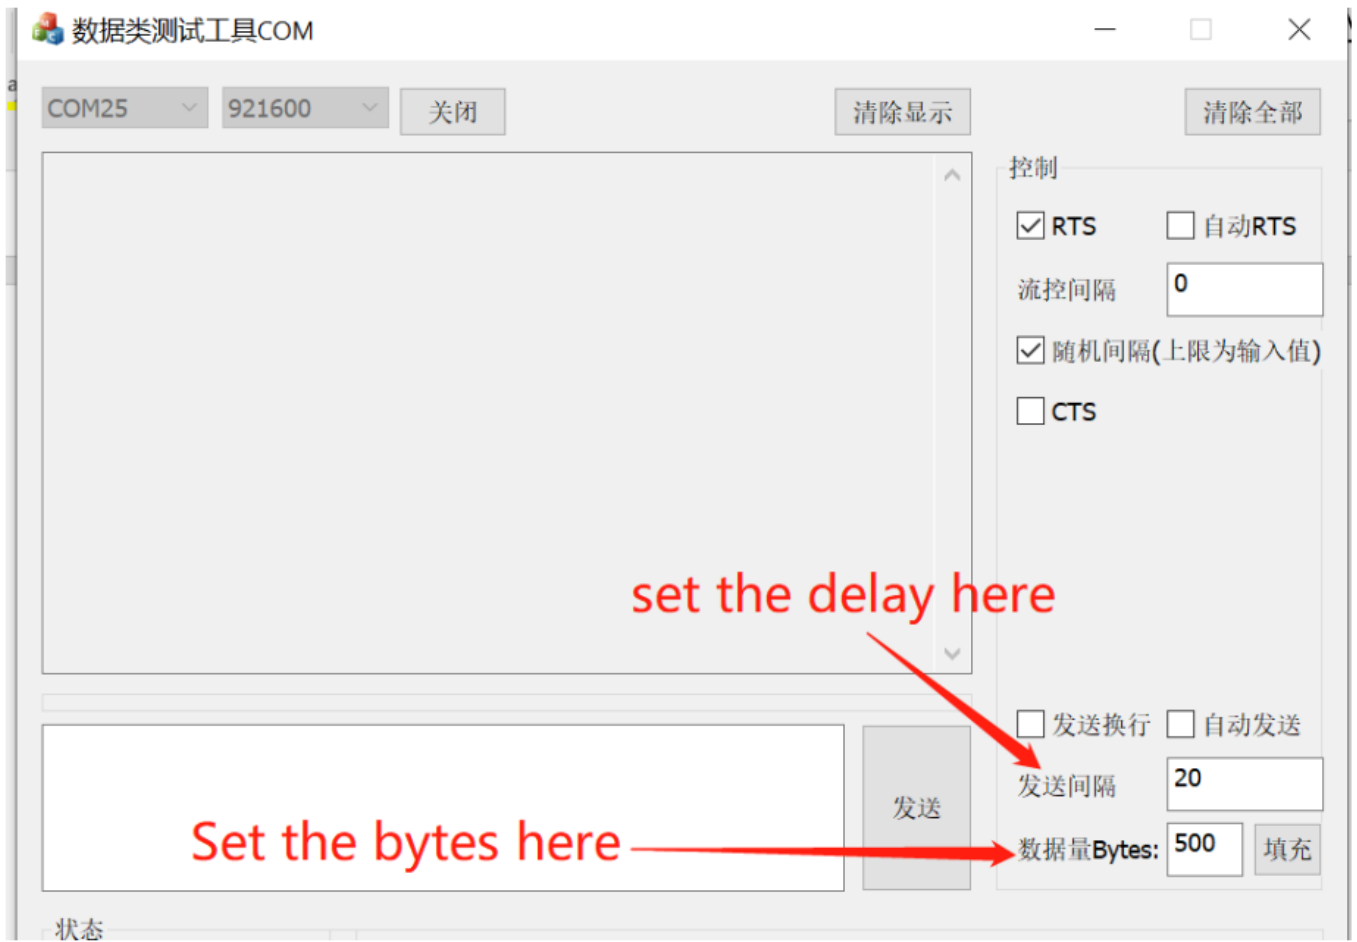 数据类测试工具COM
COM25 921600 关闭 清除显示 清除全部
控制
RTS 自动RTS
流控间隔 0
随机间隔(上限为输入值)
CTS
set the delay here
发送换行 自动发送
发送间隔 20
发送
Set the bytes here
数据量Bytes: 500 填充
状态